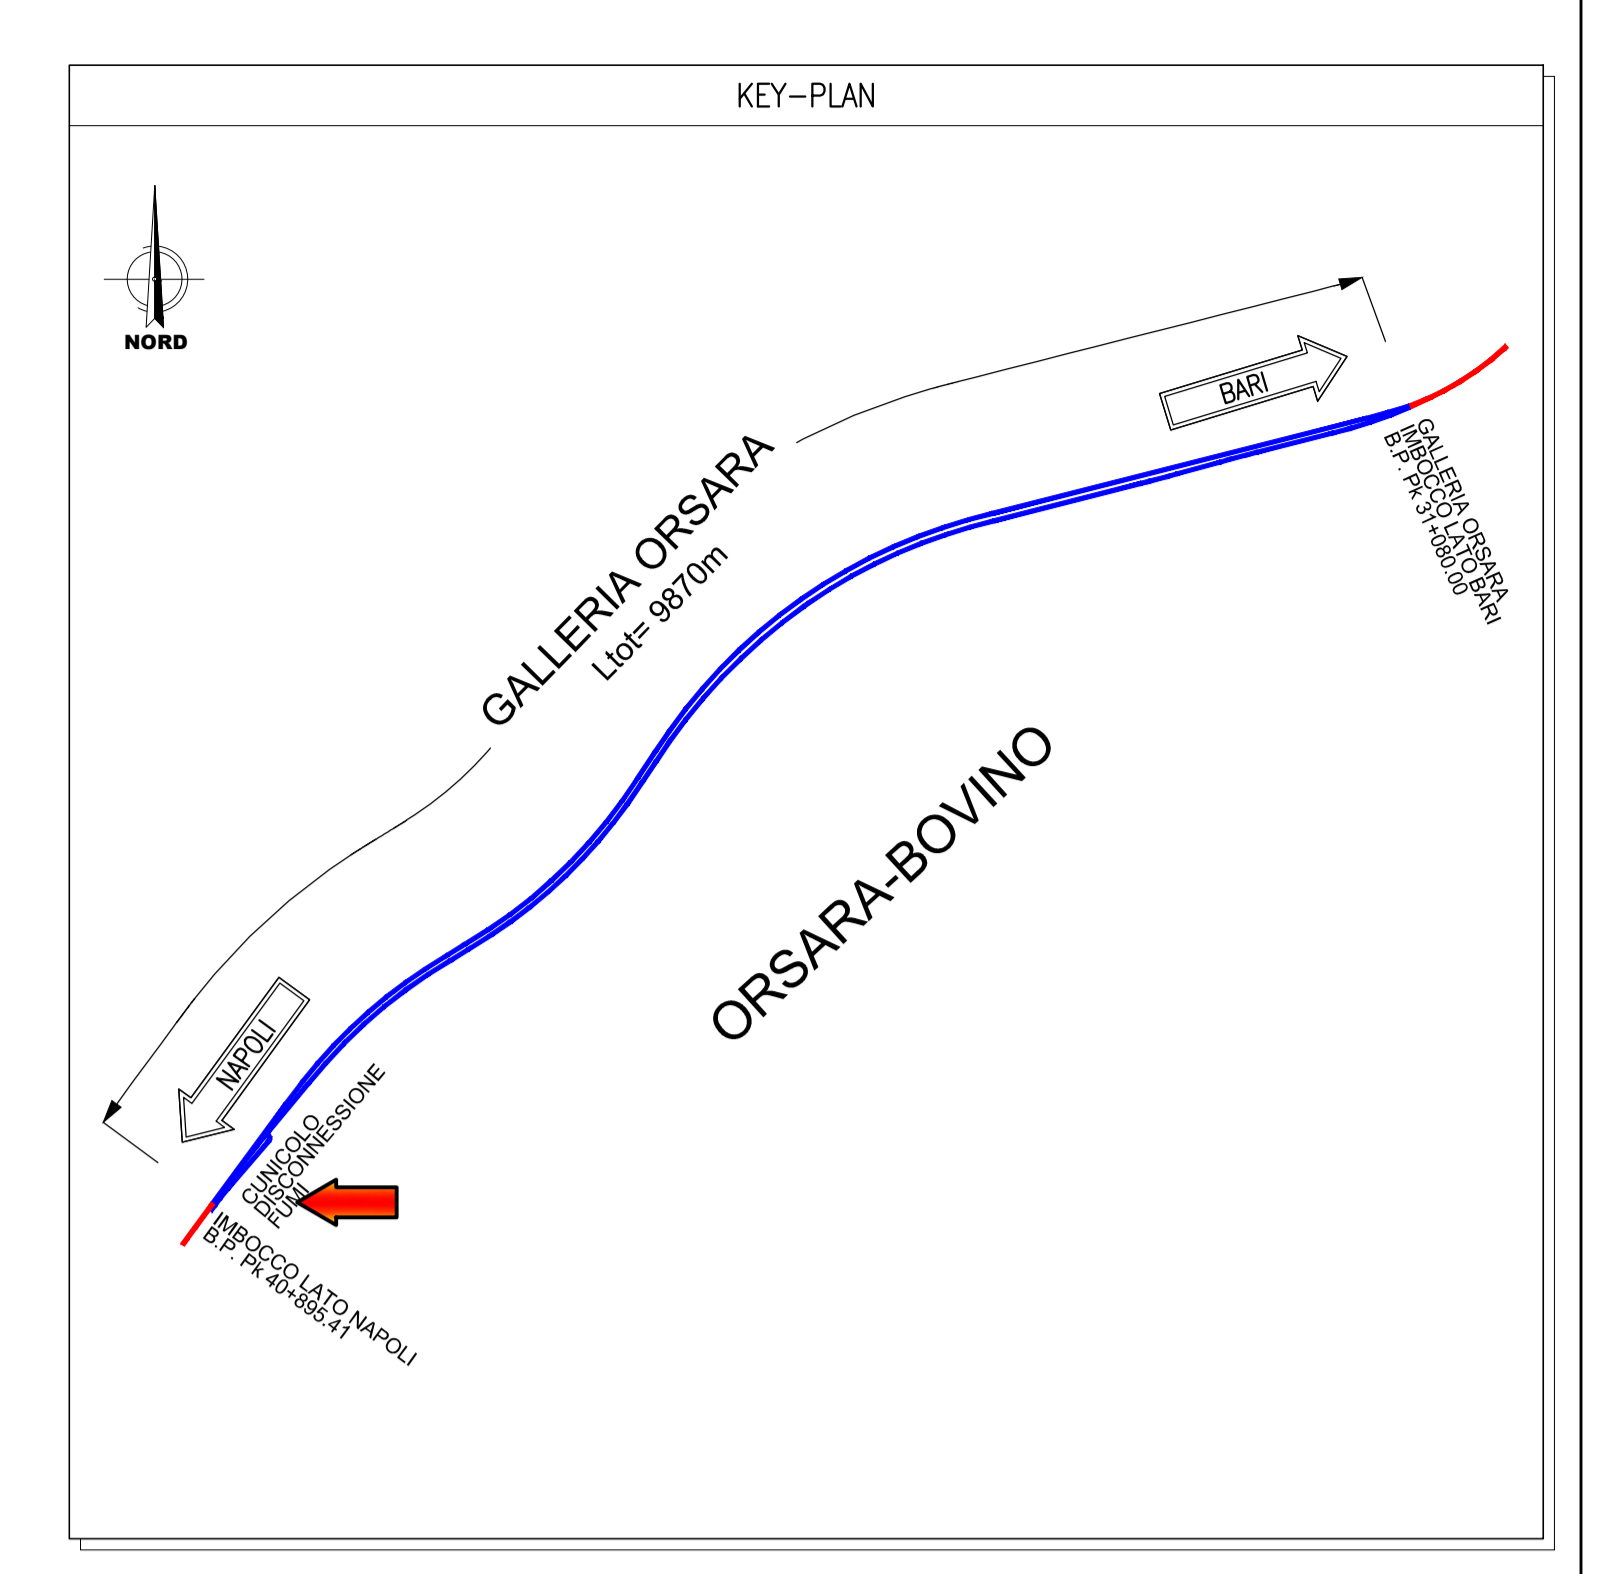 KEY-PLAN
NORD
BARI
GALLERIA ORSARA
Ltot= 9870m
GALLERIA ORSARA
IMBOCCO LATO BARI
B.P. Pk 31+080.00
ORSARA-BOVINO
NAPOLI
CUNICOLO
DISCONNESSIONE
FUMI
IMBOCCO LATO NAPOLI
B.P. Pk 40+895.41